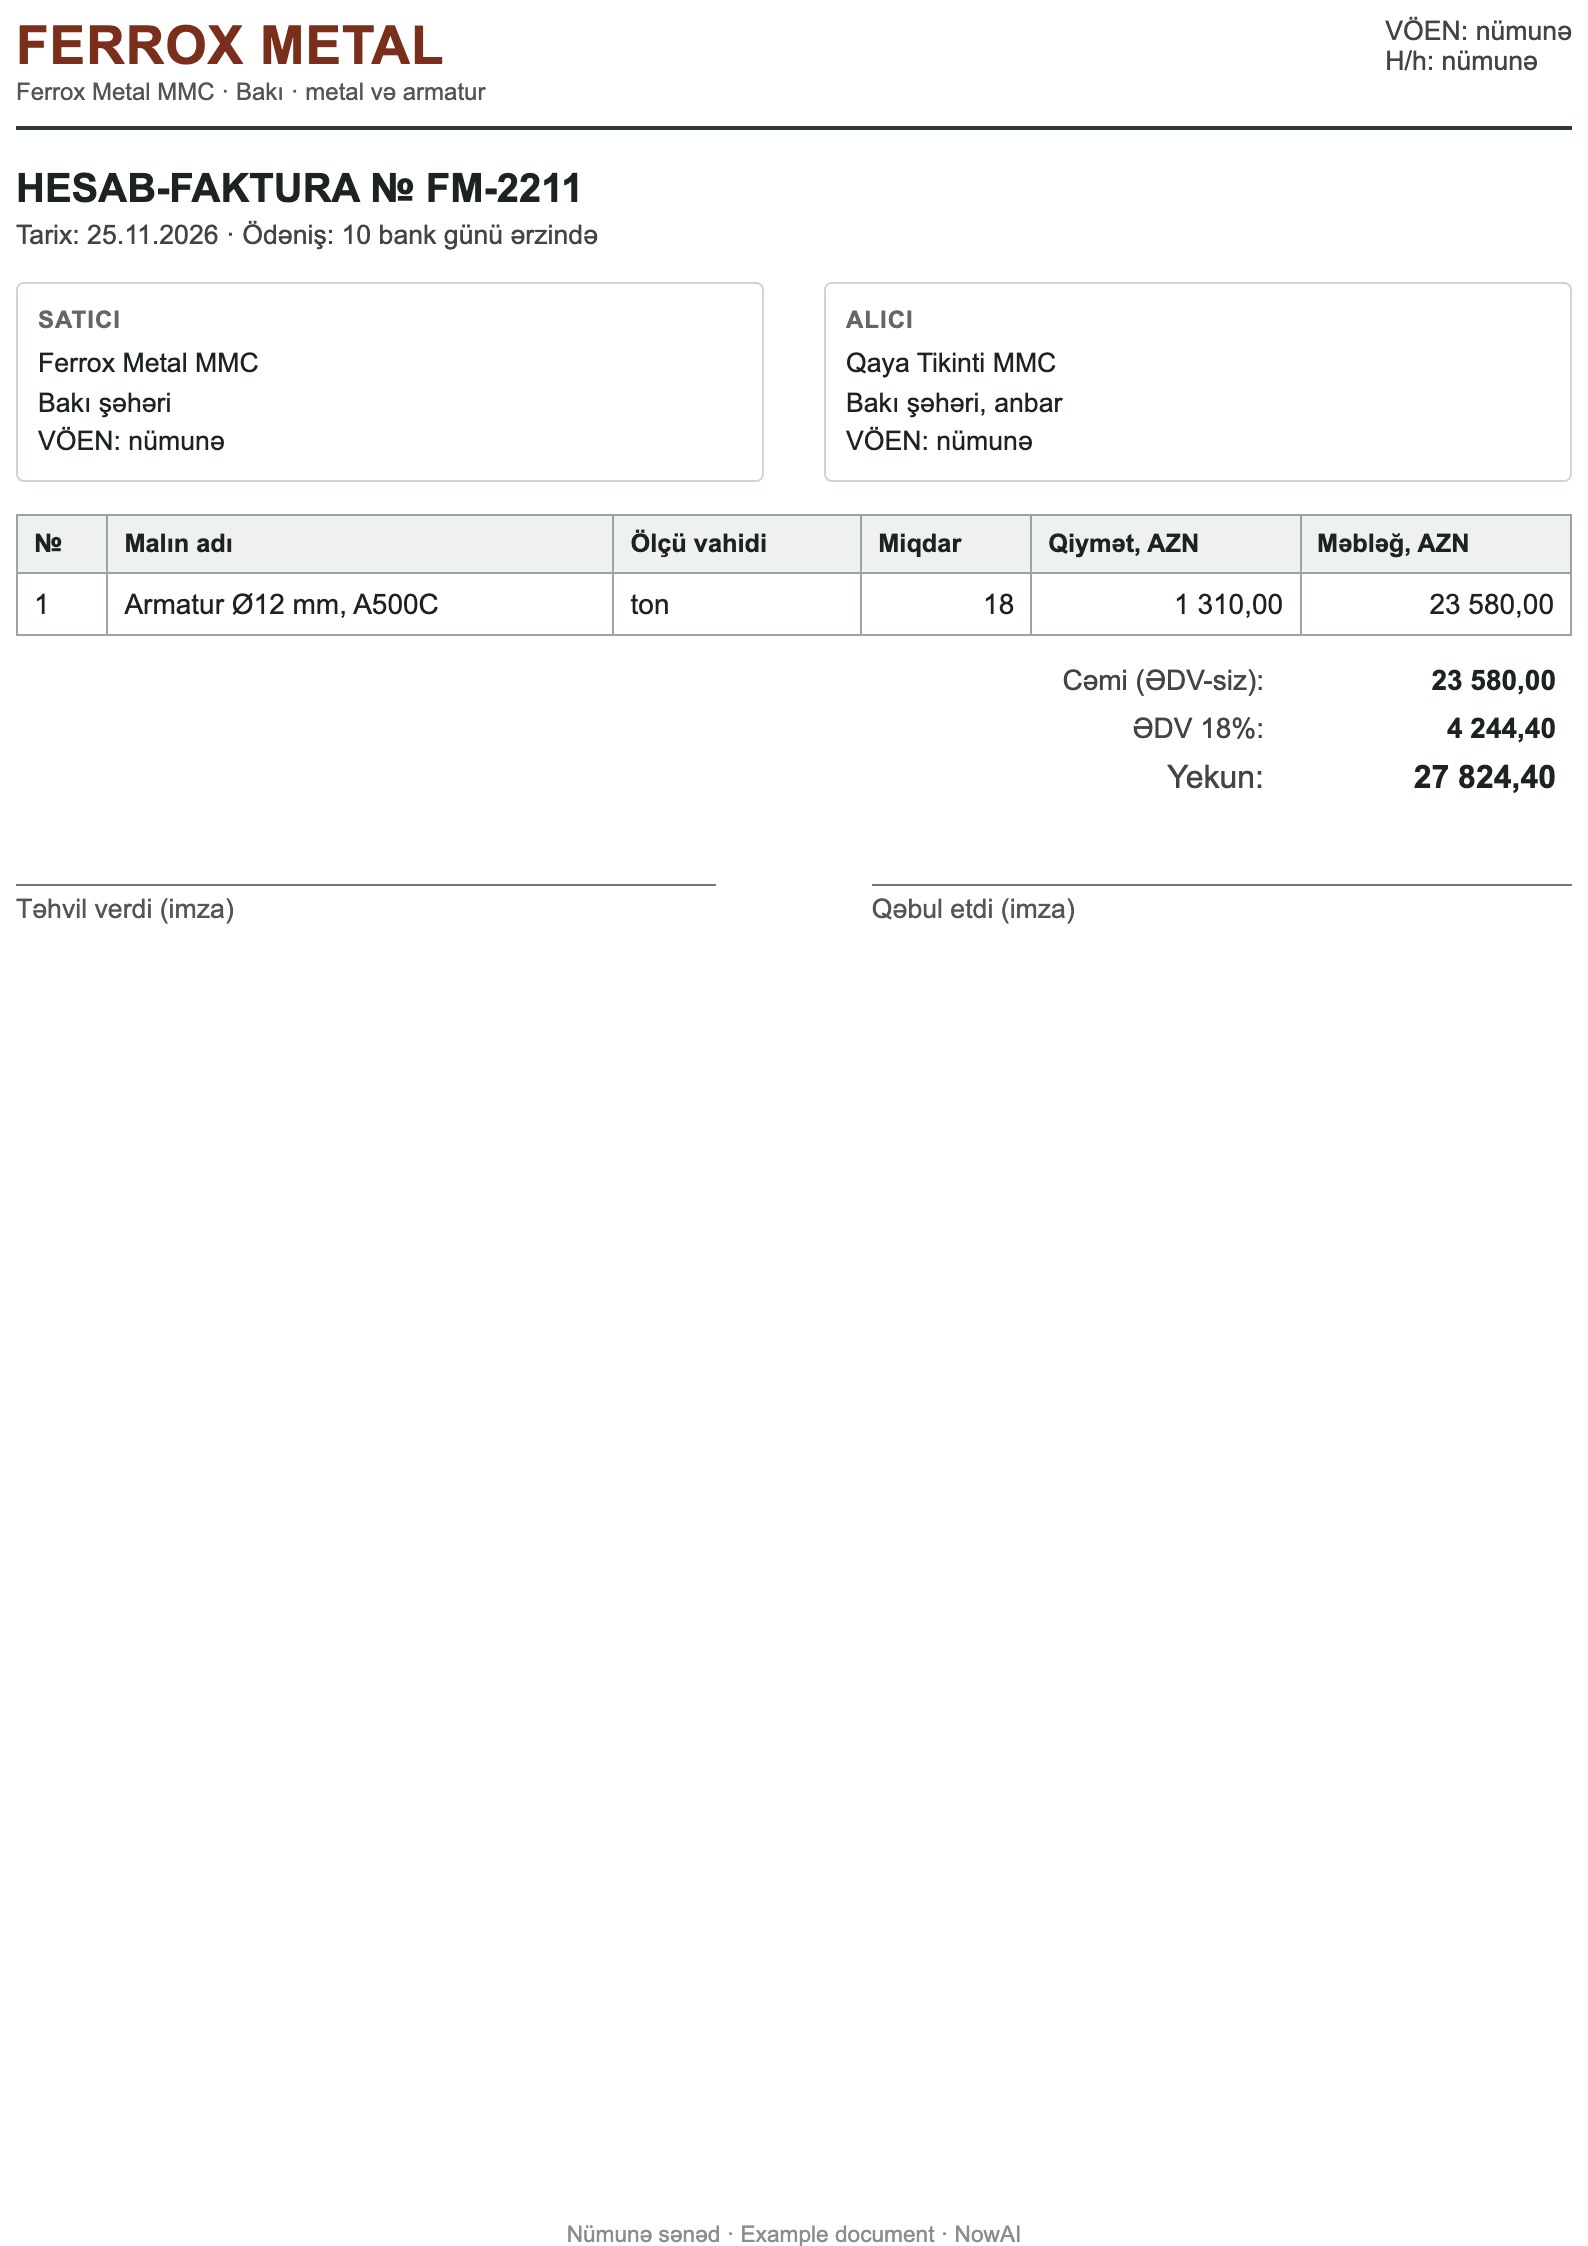 FERROX METAL
Ferrox Metal MMC · Bakı · metal və armatur
VÖEN: nümunə
H/h: nümunə
HESAB-FAKTURA № FM-2211
Tarix: 25.11.2026 · Ödəniş: 10 bank günü ərzində
SATICI
Ferrox Metal MMC
Bakı şəhəri
VÖEN: nümunə
ALICI
Qaya Tikinti MMC
Bakı şəhəri, anbar
VÖEN: nümunə
№ Malın adı Ölçü vahidi Miqdar Qiymət, AZN Məbləğ, AZN
1 Armatur Ø12 mm, A500C ton 18 1 310,00 23 580,00
Cəmi (ƏDV-siz): 23 580,00
ƏDV 18%: 4 244,40
Yekun: 27 824,40
Təhvil verdi (imza)
Qəbul etdi (imza)
Nümunə sənəd · Example document · NowAI